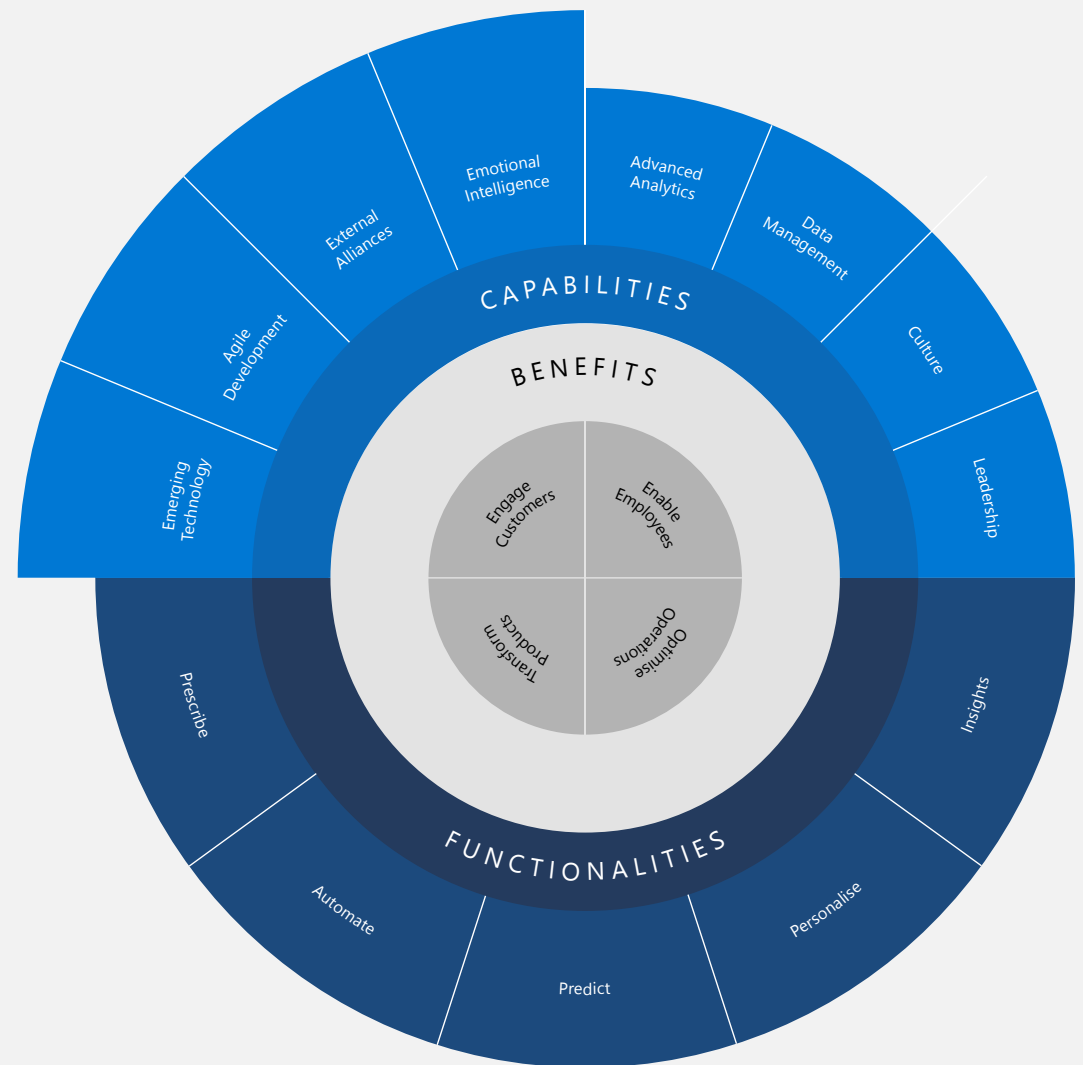 Emotional
Intelligence
Advanced
Analytics
External
Alliances
Data
Management
Agile
Development
Culture
Emerging
Technology
Leadership
CAPABILITIES
BENEFITS
Engage
Customers
Enable
Employees
Transform
Products
Optimise
Operations
Prescribe
Insights
FUNCTIONALITIES
Automate
Personalise
Predict